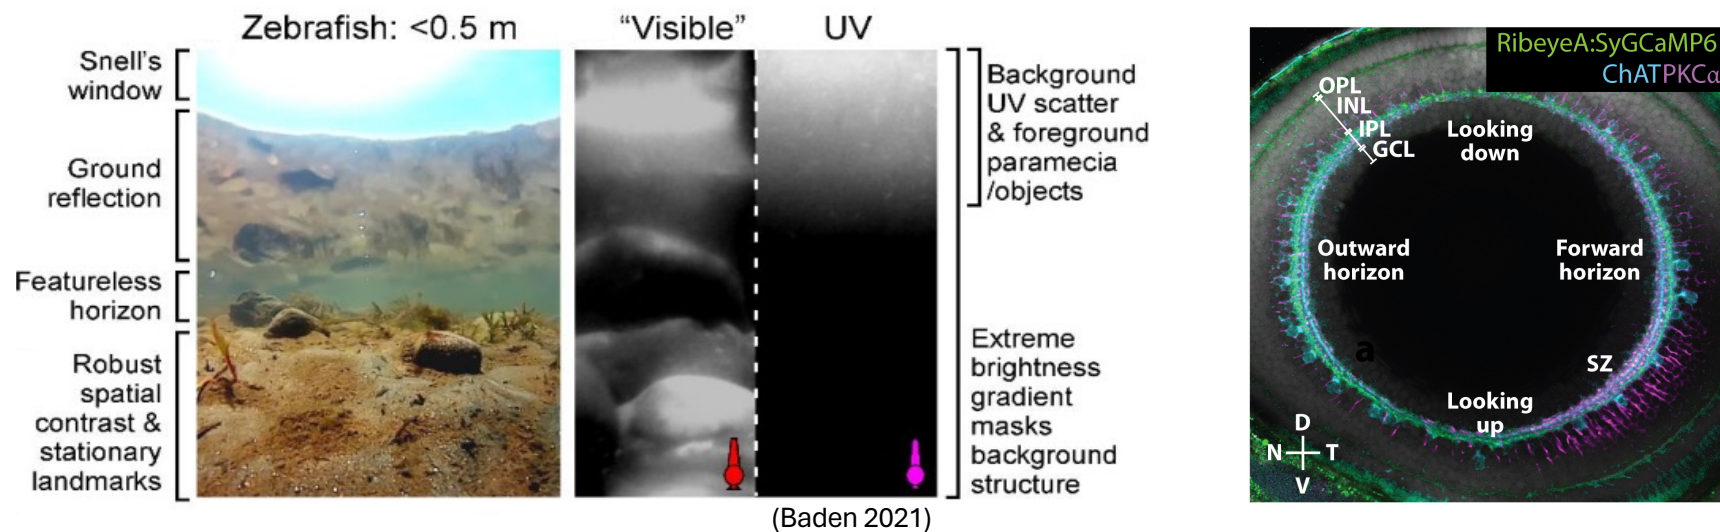 Zebrafish: <0.5 m
Snell's
window
Ground
reflection
Featureless
horizon
Robust
spatial
contrast &
stationary
landmarks
“Visible”
UV
Background
UV scatter
& foreground
paramecia
/objects
Extreme
brightness
gradient
masks
background
structure
(Baden 2021)
RibeyeA:SyGCaMP6
ChATPKCα
OPL
INL
IPL
GCL
Looking
down
Outward
horizon
Forward
horizon
a
SZ
Looking
up
D
N
T
V